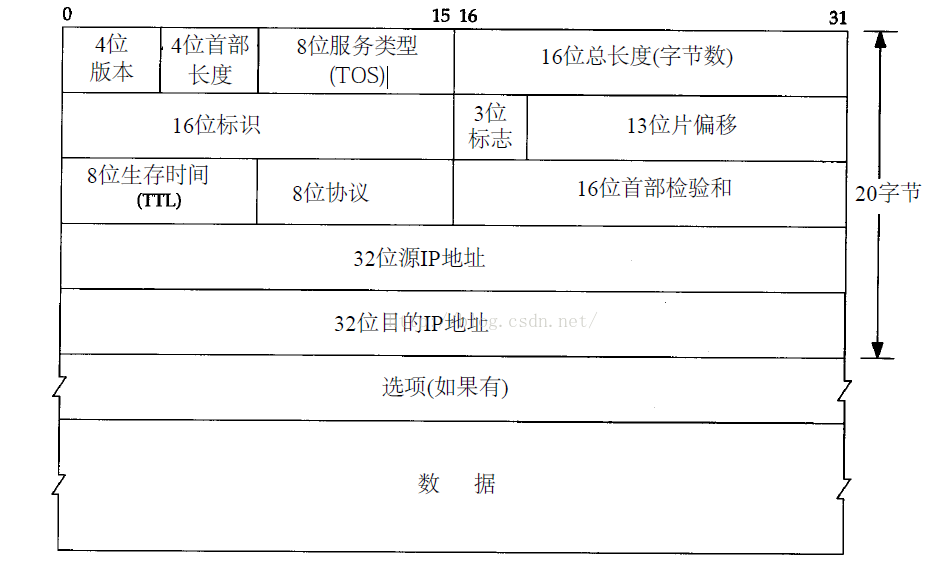 0 15 16 31
4位
版本
4位首部
长度
8位服务类型
(TOS)
16位总长度(字节数)
16位标识
3位
标志
13位片偏移
8位生存时间
(TTL)
8位协议
16位首部检验和
20字节
32位源IP地址
32位目的IP地址
选项(如果有)
数 据